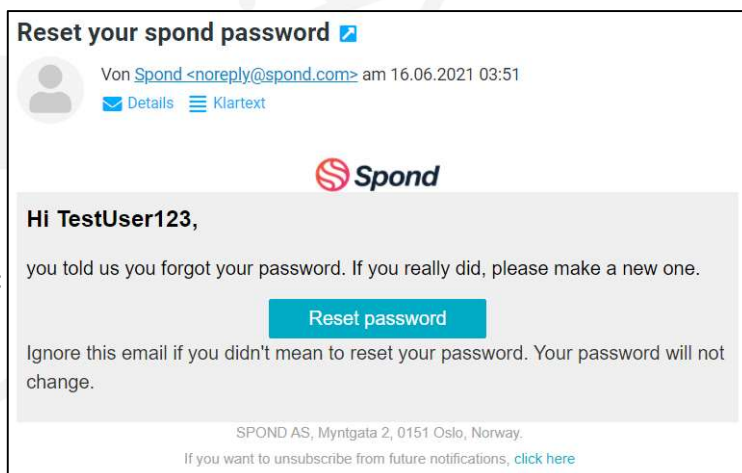 Reset your spond password
Von Spond <noreply@spond.com> am 16.06.2021 03:51
Details Klartext
Spond
Hi TestUser123,
you told us you forgot your password. If you really did, please make a new one.
Reset password
Ignore this email if you didn't mean to reset your password. Your password will not
change.
SPOND AS, Myntgata 2, 0151 Oslo, Norway.
If you want to unsubscribe from future notifications, click here